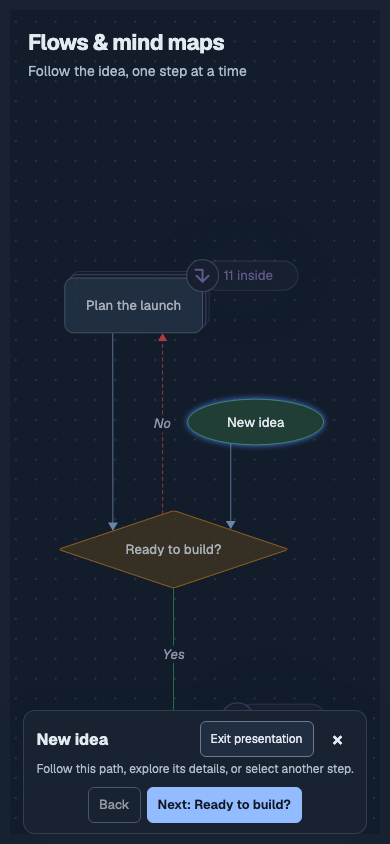 Flows & mind maps
Follow the idea, one step at a time
11 inside
Plan the launch
No
New idea
Ready to build?
Yes
New idea
Exit presentation
×
Follow this path, explore its details, or select another step.
Back
Next: Ready to build?